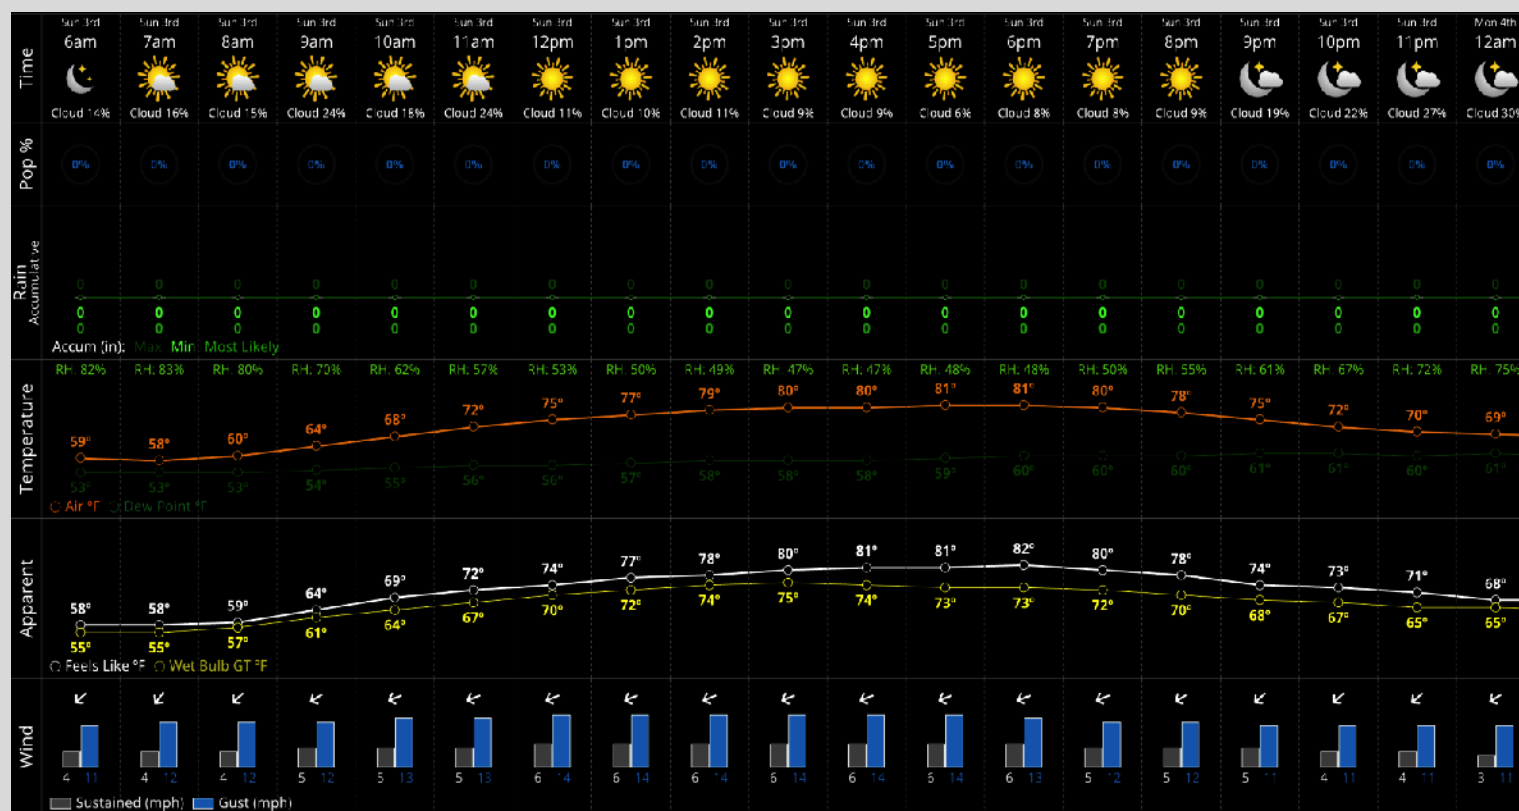 Sun 3rd Sun 3rd Sun 3rd Sun 3rd Sun 3rd Sun 3rd Sun 3rd Sun 3rd Sun 3rd Sun 3rd Sun 3rd Sun 3rd Sun 3rd Sun 3rd Sun 3rd Sun 3rd Sun 3rd Sun 3rd Mon 4th
Time
6am 7am 8am 9am 10am 11am 12pm 1pm 2pm 3pm 4pm 5pm 6pm 7pm 8pm 9pm 10pm 11pm 12am
Cloud 14% Cloud 16% Cloud 15% Cloud 24% Cloud 18% Cloud 24% Cloud 11% Cloud 10% Cloud 11% Cloud 9% Cloud 9% Cloud 6% Cloud 8% Cloud 8% Cloud 9% Cloud 19% Cloud 22% Cloud 27% Cloud 30%
Pop %
0% 0% 0% 0% 0% 0% 0% 0% 0% 0% 0% 0% 0% 0% 0% 0% 0% 0% 0%
Rain
Accumulative
0 0 0 0 0 0 0 0 0 0 0 0 0 0 0 0 0 0 0
0 0 0 0 0 0 0 0 0 0 0 0 0 0 0 0 0 0 0
0 0 0 0 0 0 0 0 0 0 0 0 0 0 0 0 0 0 0
Accum (in): Max Min Most Likely
Temperature
RH: 82% RH: 83% RH: 80% RH: 70% RH: 62% RH: 57% RH: 53% RH: 50% RH: 49% RH: 47% RH: 47% RH: 48% RH: 48% RH: 50% RH: 55% RH: 61% RH: 67% RH: 72% RH: 75%
59° 58° 60° 64° 68° 72° 75° 77° 79° 80° 80° 81° 81° 80° 78° 75° 72° 70° 69°
53° 53° 53° 54° 55° 56° 56° 57° 58° 58° 58° 59° 60° 60° 60° 61° 61° 60° 61°
Air °F Dew Point °F
Apparent
58° 58° 59° 64° 69° 72° 74° 77° 78° 80° 81° 81° 82° 80° 78° 74° 73° 71° 68°
55° 55° 57° 61° 64° 67° 70° 72° 74° 75° 74° 73° 73° 72° 70° 68° 67° 65° 65°
Feels Like °F Wet Bulb GT °F
Wind
4 11 4 12 4 12 5 12 5 13 5 13 6 14 6 14 6 14 6 14 6 14 6 14 6 13 5 12 5 12 5 11 4 11 4 11 3 11
Sustained (mph) Gust (mph)